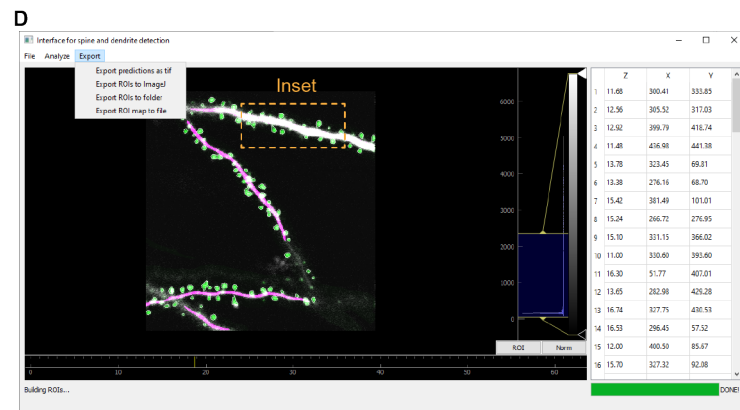 D
Interface for spine and dendrite detection
File Analyze Export
Export predictions as tif
Export ROIs to ImageJ
Export ROIs to folder
Export ROI map to file
Inset
6000
5000
4000
3000
2000
1000
0
ROI Norm
0 10 20 30 40 50 60
Building ROIs...
Z X Y
1 11.68 300.41 333.85
2 12.56 305.52 317.03
3 12.92 399.79 418.74
4 11.48 436.98 441.38
5 13.78 323.45 69.81
6 13.38 276.16 68.70
7 15.42 381.49 101.01
8 15.24 266.72 276.95
9 15.10 331.15 366.02
10 11.00 330.60 393.60
11 16.30 51.77 407.01
12 13.65 282.98 429.28
13 16.74 327.75 430.53
14 16.53 296.45 57.52
15 12.00 400.50 85.67
16 15.70 327.32 92.08
DONE!